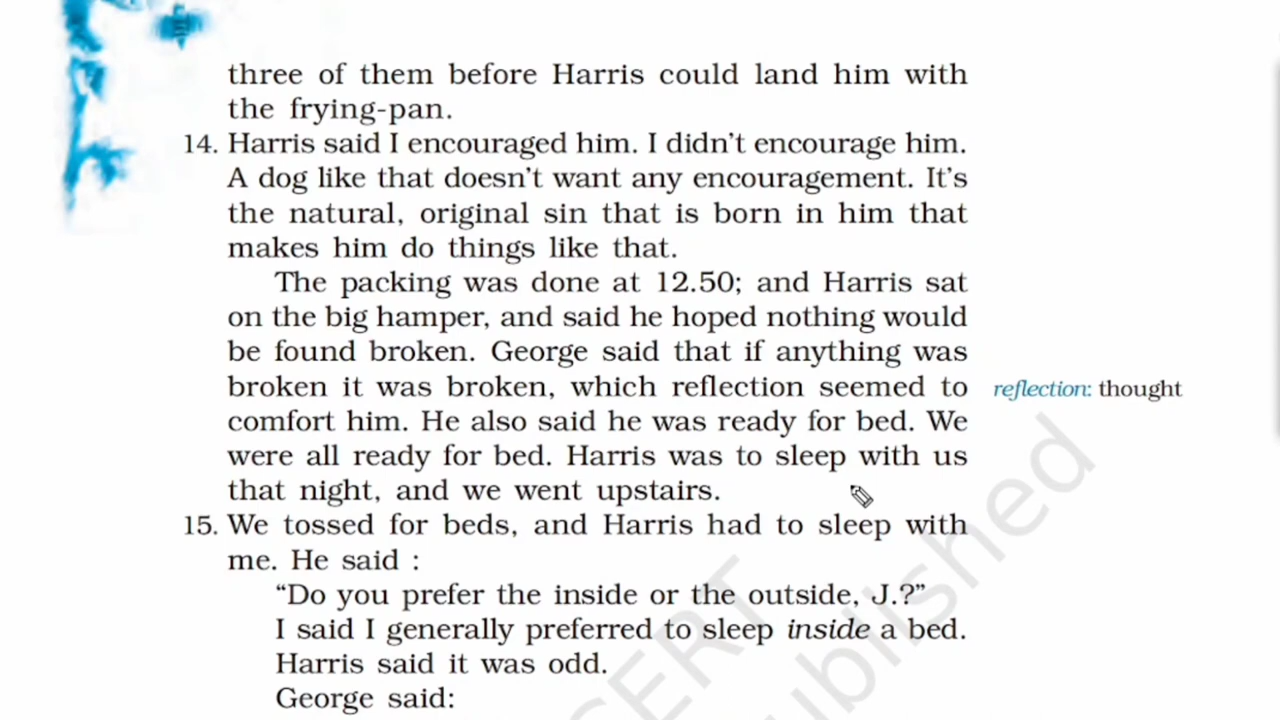 three of them before Harris could land him with
the frying-pan.
14. Harris said I encouraged him. I didn't encourage him.
A dog like that doesn't want any encouragement. It's
the natural, original sin that is born in him that
makes him do things like that.
The packing was done at 12.50; and Harris sat
on the big hamper, and said he hoped nothing would
be found broken. George said that if anything was
broken it was broken, which reflection seemed to
reflection: thought
comfort him. He also said he was ready for bed. We
were all ready for bed. Harris was to sleep with us
that night, and we went upstairs.
15. We tossed for beds, and Harris had to sleep with
me. He said :
“Do you prefer the inside or the outside, J.?”
I said I generally preferred to sleep inside a bed.
Harris said it was odd.
George said: